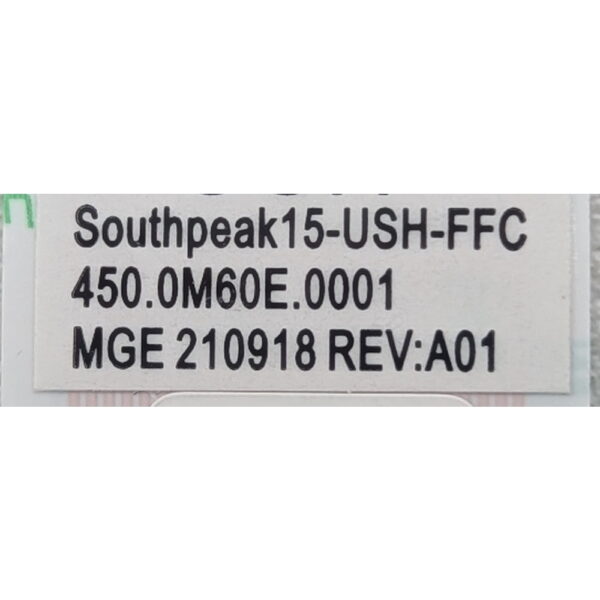 Southpeak15-USH-FFC
450.0M60E.0001
MGE 210918 REV:A01